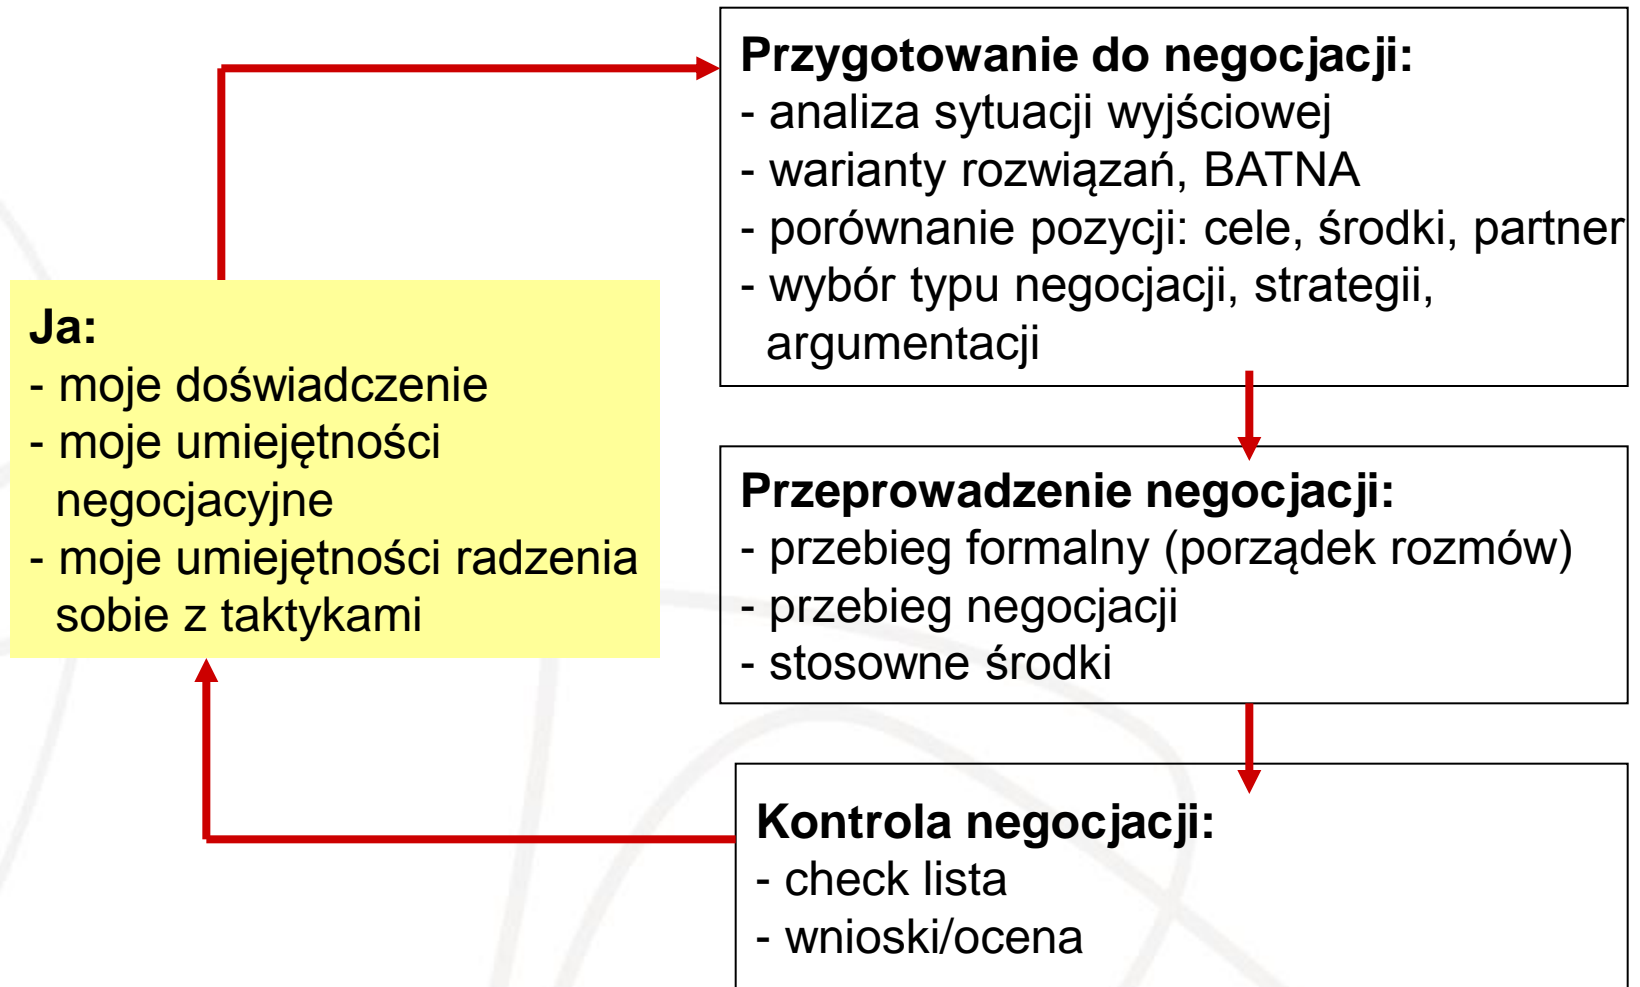 Przygotowanie do negocjacji:
- analiza sytuacji wyjściowej
- warianty rozwiązań, BATNA
- porównanie pozycji: cele, środki, partner
- wybór typu negocjacji, strategii,
argumentacji
Ja:
- moje doświadczenie
- moje umiejętności
negocjacyjne
- moje umiejętności radzenia
sobie z taktykami
Przeprowadzenie negocjacji:
- przebieg formalny (porządek rozmów)
- przebieg negocjacji
- stosowne środki
Kontrola negocjacji:
- check lista
- wnioski/ocena